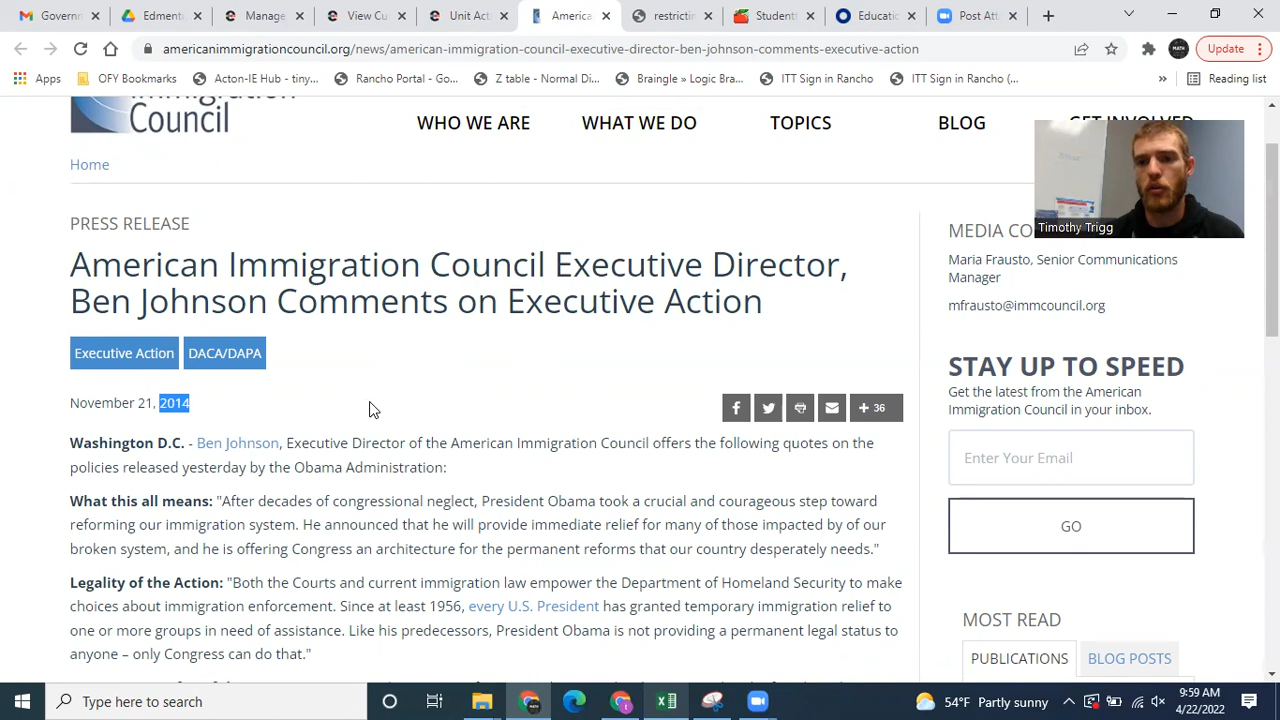 Governm
Edment
Manage
View Cu
Unit Act
America
restrictin
Student
Educatio
Post Att
americanimmigrationcouncil.org/news/american-immigration-council-executive-director-ben-johnson-comments-executive-action
Update
Apps
OFY Bookmarks
Acton-IE Hub - tiny...
Rancho Portal - Go...
Z table - Normal Di...
Braingle » Logic Bra...
ITT Sign in Rancho
ITT Sign in Rancho (...
»
Reading list
Council
WHO WE ARE
WHAT WE DO
TOPICS
BLOG
GET INVOLVED
Home
Timothy Trigg
PRESS RELEASE
American Immigration Council Executive Director,
Ben Johnson Comments on Executive Action
Executive Action
DACA/DAPA
November 21, 2014
+ 36
Washington D.C. - Ben Johnson, Executive Director of the American Immigration Council offers the following quotes on the
policies released yesterday by the Obama Administration:
What this all means: "After decades of congressional neglect, President Obama took a crucial and courageous step toward
reforming our immigration system. He announced that he will provide immediate relief for many of those impacted by of our
broken system, and he is offering Congress an architecture for the permanent reforms that our country desperately needs."
Legality of the Action: "Both the Courts and current immigration law empower the Department of Homeland Security to make
choices about immigration enforcement. Since at least 1956, every U.S. President has granted temporary immigration relief to
one or more groups in need of assistance. Like his predecessors, President Obama is not providing a permanent legal status to
anyone – only Congress can do that."
MEDIA CO
Maria Frausto, Senior Communications
Manager
mfrausto@immcouncil.org
STAY UP TO SPEED
Get the latest from the American
Immigration Council in your inbox.
Enter Your Email
GO
MOST READ
PUBLICATIONS
BLOG POSTS
Type here to search
54°F Partly sunny
9:59 AM
4/22/2022